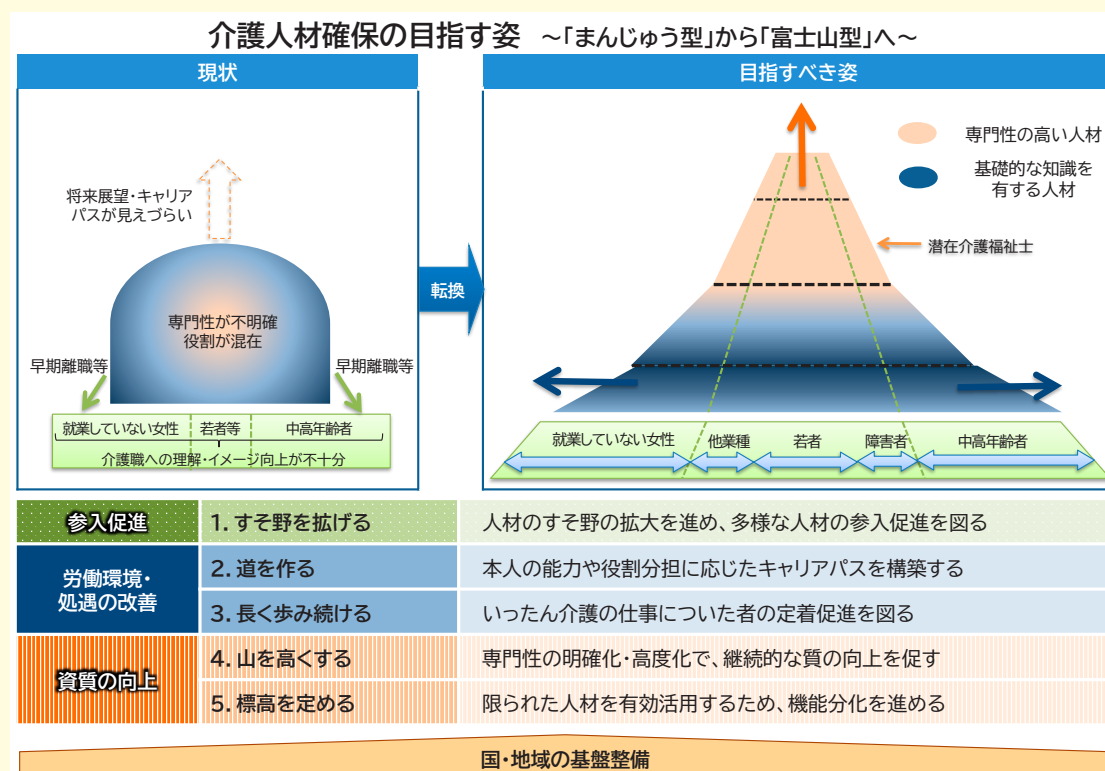 介護人材確保の目指す姿 ～「まんじゅう型」から「富士山型」へ～
現状
将来展望・キャリア
パスが見えづらい
専門性が不明確
役割が混在
早期離職等
早期離職等
就業していない女性 若者等 中高年齢者
介護職への理解・イメージ向上が不十分
転換
目指すべき姿
専門性の高い人材
基礎的な知識を
有する人材
潜在介護福祉士
就業していない女性 他業種 若者 障害者 中高年齢者
参入促進 1. すそ野を拡げる 人材のすそ野の拡大を進め、多様な人材の参入促進を図る
労働環境・
処遇の改善
2. 道を作る 本人の能力や役割分担に応じたキャリアパスを構築する
3. 長く歩み続ける いったん介護の仕事についた者の定着促進を図る
資質の向上
4. 山を高くする 専門性の明確化・高度化で、継続的な質の向上を促す
5. 標高を定める 限られた人材を有効活用するため、機能分化を進める
国・地域の基盤整備